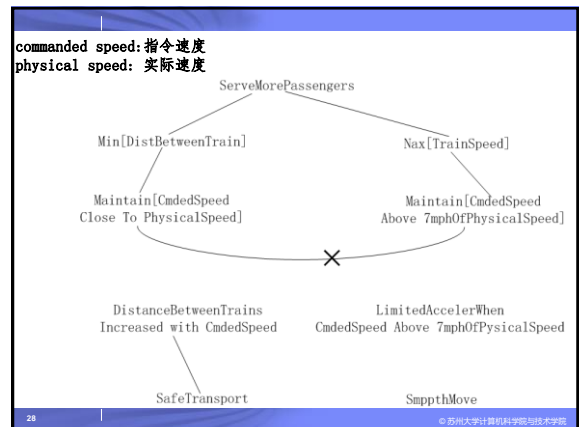 commanded speed:指令速度
physical speed: 实际速度
ServeMorePassengers
Min[DistBetweenTrain]
Nax[TrainSpeed]
Maintain[CmdedSpeed
Close To PhysicalSpeed]
Maintain[CmdedSpeed
Above 7mphOfPhysicalSpeed]
DistanceBetweenTrains
Increased with CmdedSpeed
LimitedAccelerWhen
CmdedSpeed Above 7mphOfPysicalSpeed
SafeTransport
SmppthMove
28
© 苏州大学计算机科学院与技术学院